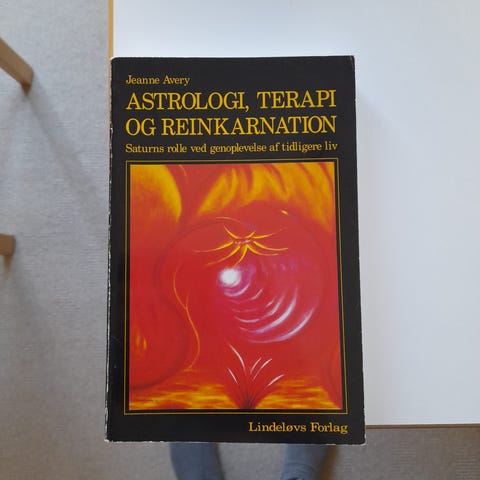 Jeanne Avery
ASTROLOGI, TERAPI
OG REINKARNATION
Saturns rolle ved genoplevelse af tidligere liv
Lindeløvs Forlag